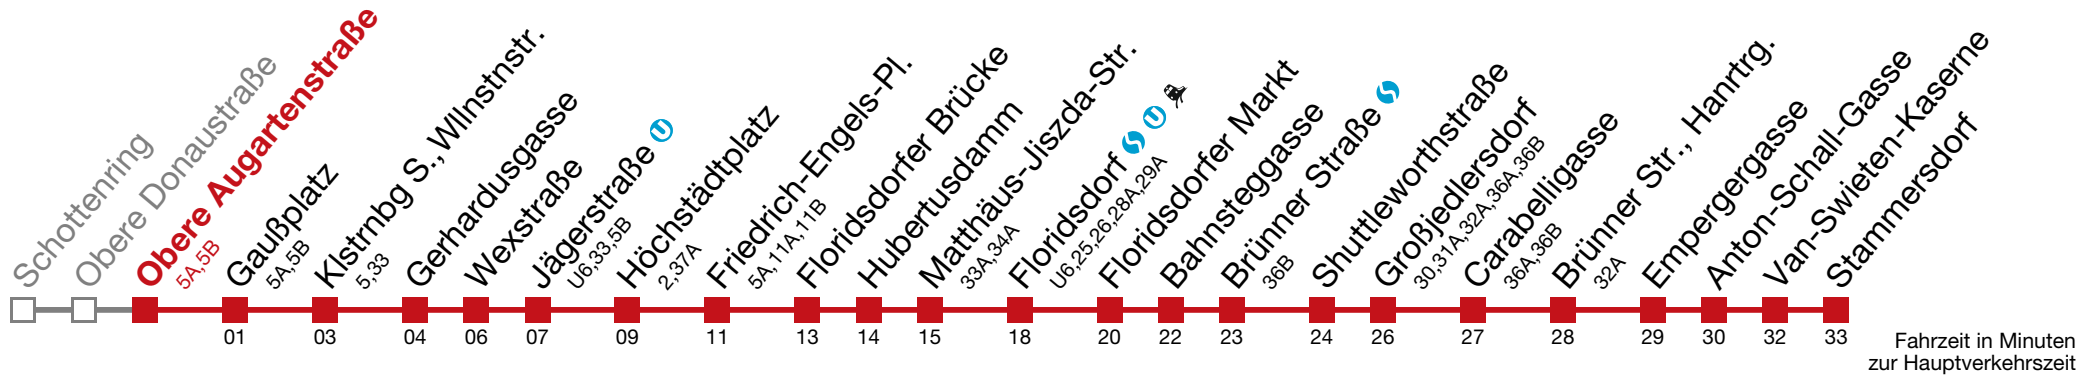 Schottenring
Obere Donaustraße
Obere Augartenstraße
5A,5B
Gaußplatz
5A,5B
Klstrnbg S., Wllnstnstr.
5,33
Gerhardusgasse
Wexstraße
Jägerstraße U
U6,33,5B
Höchstädtplatz
2,37A
Friedrich-Engels-Pl.
5A,11A,11B
Floridsdorfer Brücke
Hubertusdamm
Matthäus-Jiszda-Str.
33A,34A
Floridsdorf S U
U6,25,26,28A,29A
Floridsdorfer Markt
Bahnsteggasse
Brünner Straße S
36B
Shuttleworthstraße
Großjedlersdorf
30,31A,32A,36A,36B
Carabelligasse
36A,36B
Brünner Str., Hanrtrg.
32A
Empergergasse
Anton-Schall-Gasse
Van-Swieten-Kaserne
Stammersdorf
01 03 04 06 07 09 11 13 14 15 18 20 22 23 24 26 27 28 29 30 32 33
Fahrzeit in Minuten
zur Hauptverkehrszeit